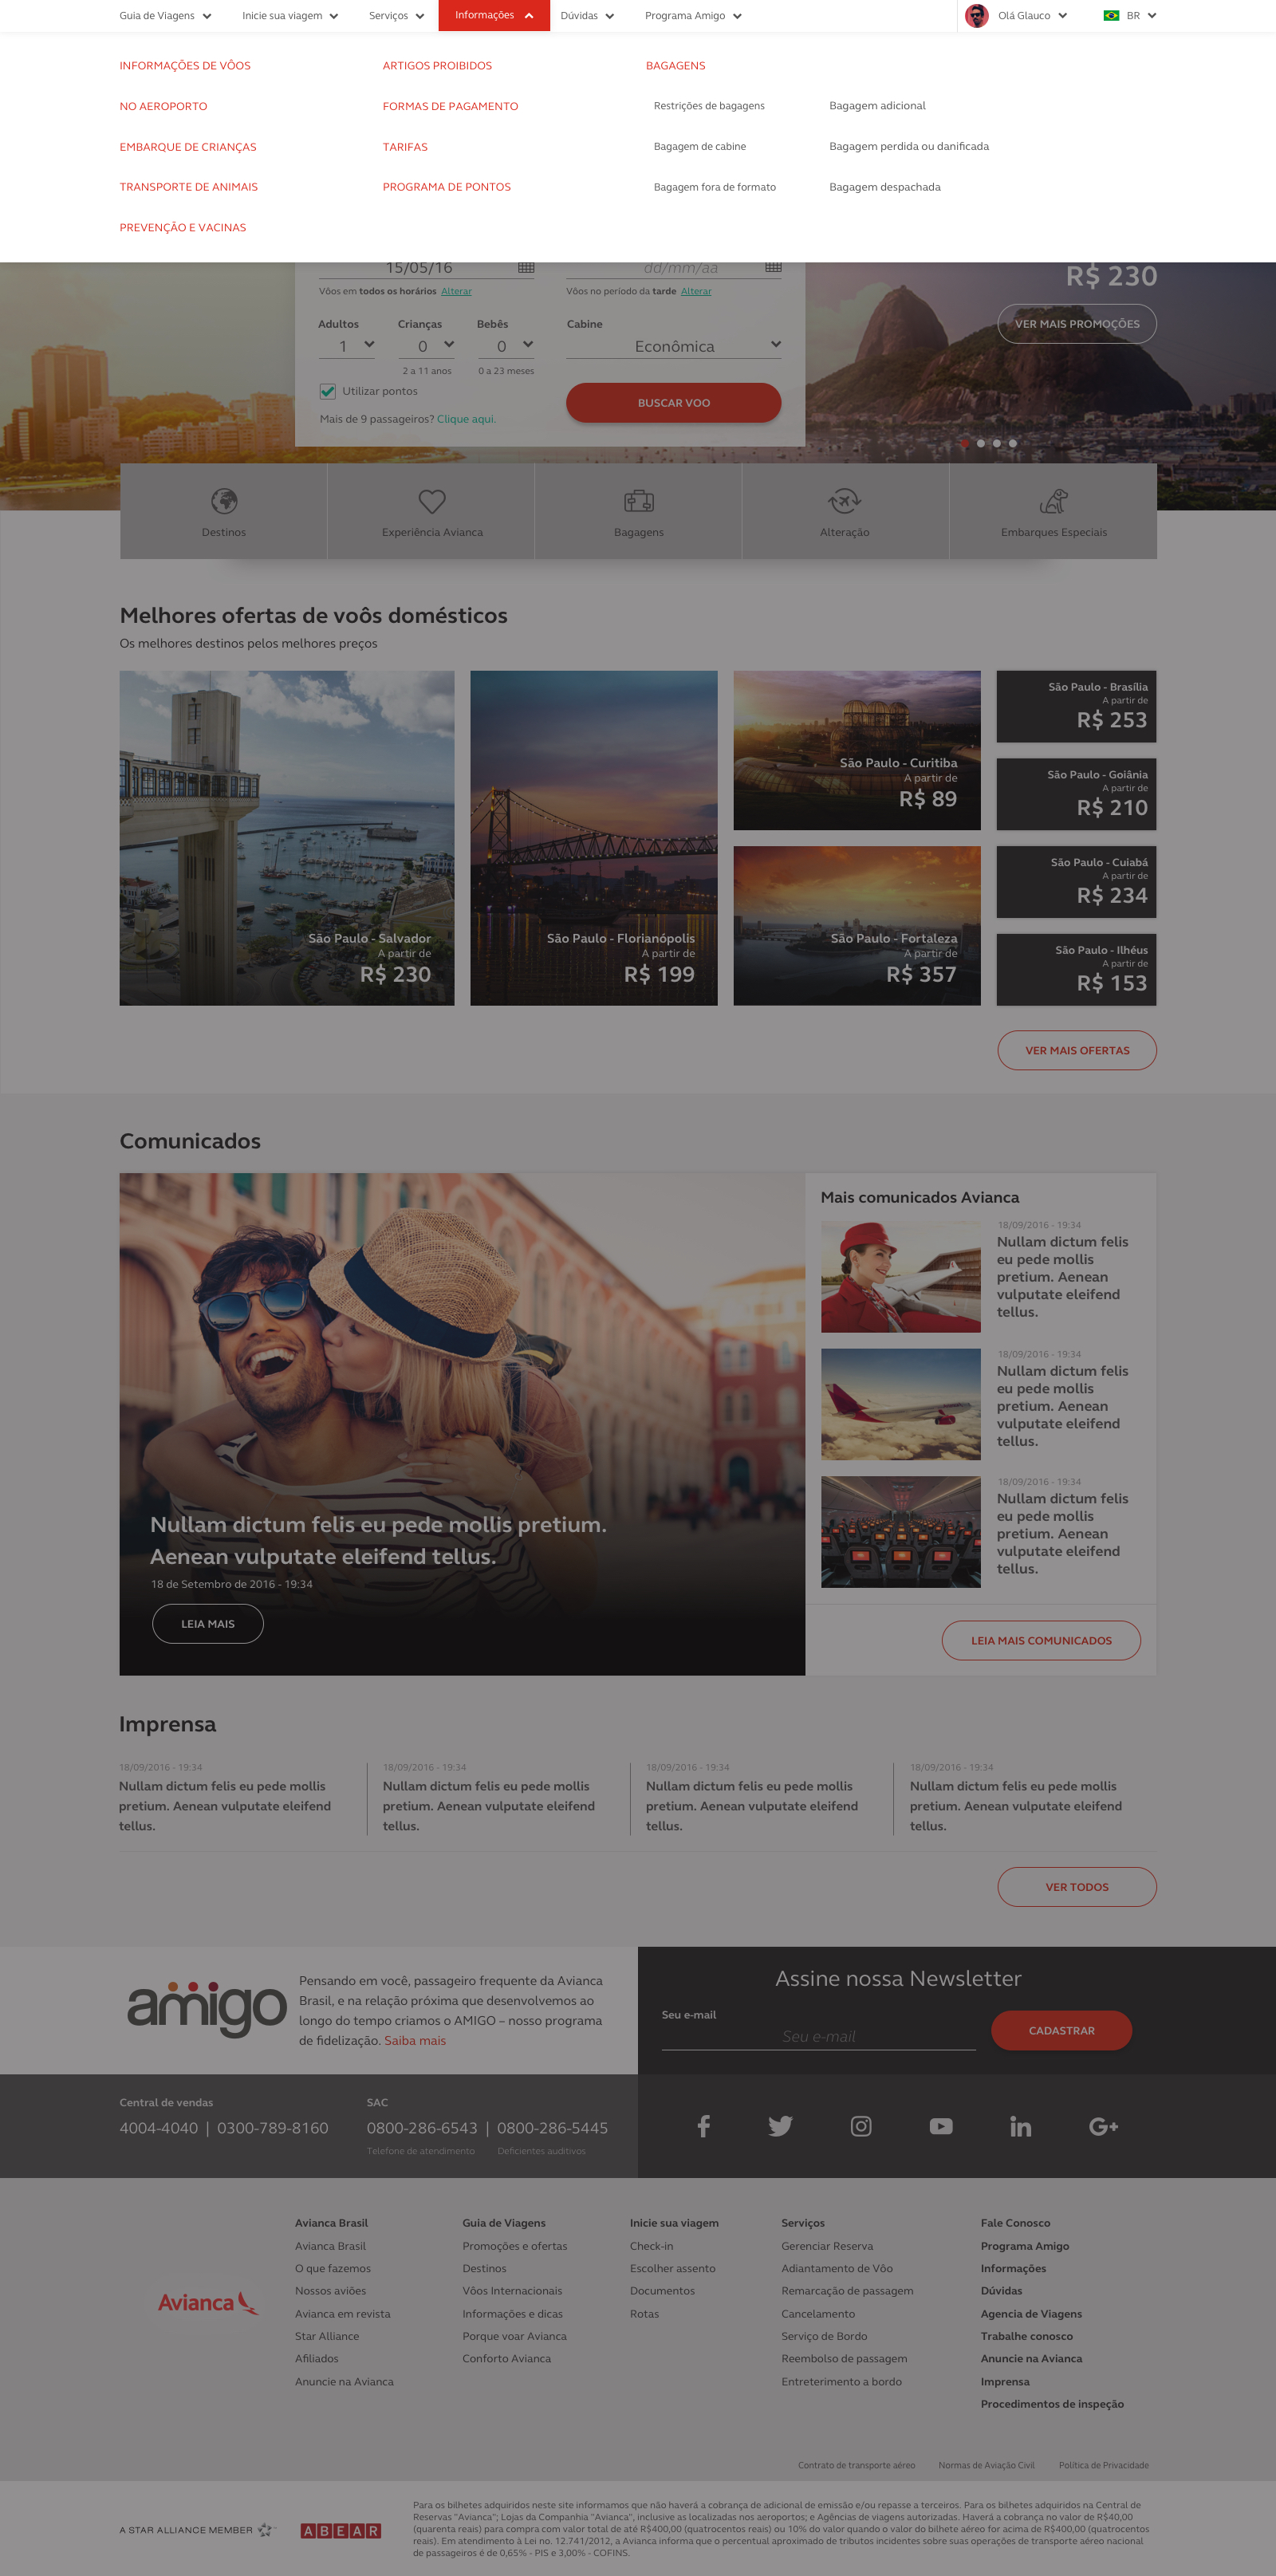 Guia de Viagens Inicie sua viagem Serviços Informações Dúvidas Programa Amigo Olá Glauco BR
INFORMAÇÕES DE VÔOS
NO AEROPORTO
EMBARQUE DE CRIANÇAS
TRANSPORTE DE ANIMAIS
PREVENÇÃO E VACINAS
ARTIGOS PROIBIDOS
FORMAS DE PAGAMENTO
TARIFAS
PROGRAMA DE PONTOS
BAGAGENS
Restrições de bagagens
Bagagem de cabine
Bagagem fora de formato
Bagagem adicional
Bagagem perdida ou danificada
Bagagem despachada
15/05/16 dd/mm/aa
Vôos em todos os horários Alterar Vôos no período da tarde Alterar
Adultos Crianças Bebês Cabine
1 0 0 Econômica
2 a 11 anos 0 a 23 meses
Utilizar pontos
Mais de 9 passageiros? Clique aqui.
BUSCAR VOO
R$ 230
VER MAIS PROMOÇÕES
Destinos Experiência Avianca Bagagens Alteração Embarques Especiais
Melhores ofertas de voôs domésticos
Os melhores destinos pelos melhores preços
São Paulo - Salvador
A partir de
R$ 230
São Paulo - Florianópolis
A partir de
R$ 199
São Paulo - Curitiba
A partir de
R$ 89
São Paulo - Fortaleza
A partir de
R$ 357
São Paulo - Brasília
A partir de
R$ 253
São Paulo - Goiânia
A partir de
R$ 210
São Paulo - Cuiabá
A partir de
R$ 234
São Paulo - Ilhéus
A partir de
R$ 153
VER MAIS OFERTAS
Comunicados
Nullam dictum felis eu pede mollis pretium.
Aenean vulputate eleifend tellus.
18 de Setembro de 2016 - 19:34
LEIA MAIS
Mais comunicados Avianca
18/09/2016 - 19:34
Nullam dictum felis
eu pede mollis
pretium. Aenean
vulputate eleifend
tellus.
18/09/2016 - 19:34
Nullam dictum felis
eu pede mollis
pretium. Aenean
vulputate eleifend
tellus.
18/09/2016 - 19:34
Nullam dictum felis
eu pede mollis
pretium. Aenean
vulputate eleifend
tellus.
LEIA MAIS COMUNICADOS
Imprensa
18/09/2016 - 19:34
Nullam dictum felis eu pede mollis
pretium. Aenean vulputate eleifend
tellus.
18/09/2016 - 19:34
Nullam dictum felis eu pede mollis
pretium. Aenean vulputate eleifend
tellus.
18/09/2016 - 19:34
Nullam dictum felis eu pede mollis
pretium. Aenean vulputate eleifend
tellus.
18/09/2016 - 19:34
Nullam dictum felis eu pede mollis
pretium. Aenean vulputate eleifend
tellus.
VER TODOS
amigo
Pensando em você, passageiro frequente da Avianca
Brasil, e na relação próxima que desenvolvemos ao
longo do tempo criamos o AMIGO – nosso programa
de fidelização. Saiba mais
Assine nossa Newsletter
Seu e-mail
Seu e-mail
CADASTRAR
Central de vendas
4004-4040 | 0300-789-8160
SAC
0800-286-6543 | 0800-286-5445
Telefone de atendimento Deficientes auditivos
Avianca
Avianca Brasil
Avianca Brasil
O que fazemos
Nossos aviões
Avianca em revista
Star Alliance
Afiliados
Anuncie na Avianca
Guia de Viagens
Promoções e ofertas
Destinos
Vôos Internacionais
Informações e dicas
Porque voar Avianca
Conforto Avianca
Inicie sua viagem
Check-in
Escolher assento
Documentos
Rotas
Serviços
Gerenciar Reserva
Adiantamento de Vôo
Remarcação de passagem
Cancelamento
Serviço de Bordo
Reembolso de passagem
Entreterimento a bordo
Fale Conosco
Programa Amigo
Informações
Dúvidas
Agencia de Viagens
Trabalhe conosco
Anuncie na Avianca
Imprensa
Procedimentos de inspeção
Contrato de transporte aéreo Normas de Aviação Civil Política de Privacidade
A STAR ALLIANCE MEMBER
ABEAR
Para os bilhetes adquiridos neste site informamos que não haverá a cobrança de adicional de emissão e/ou repasse a terceiros. Para os bilhetes adquiridos na Central de
Reservas "Avianca"; Lojas da Companhia "Avianca", inclusive as localizadas nos aeroportos; e Agências de viagens autorizadas. Haverá a cobrança no valor de R$40,00
(quarenta reais) para compra com valor total de até R$400,00 (quatrocentos reais) ou 10% do valor quando o valor do bilhete aéreo for acima de R$400,00 (quatrocentos
reais). Em atendimento à Lei no. 12.741/2012, a Avianca informa que o percentual aproximado de tributos incidentes sobre suas operações de transporte aéreo nacional
de passageiros é de 0,65% - PIS e 3,00% - COFINS.